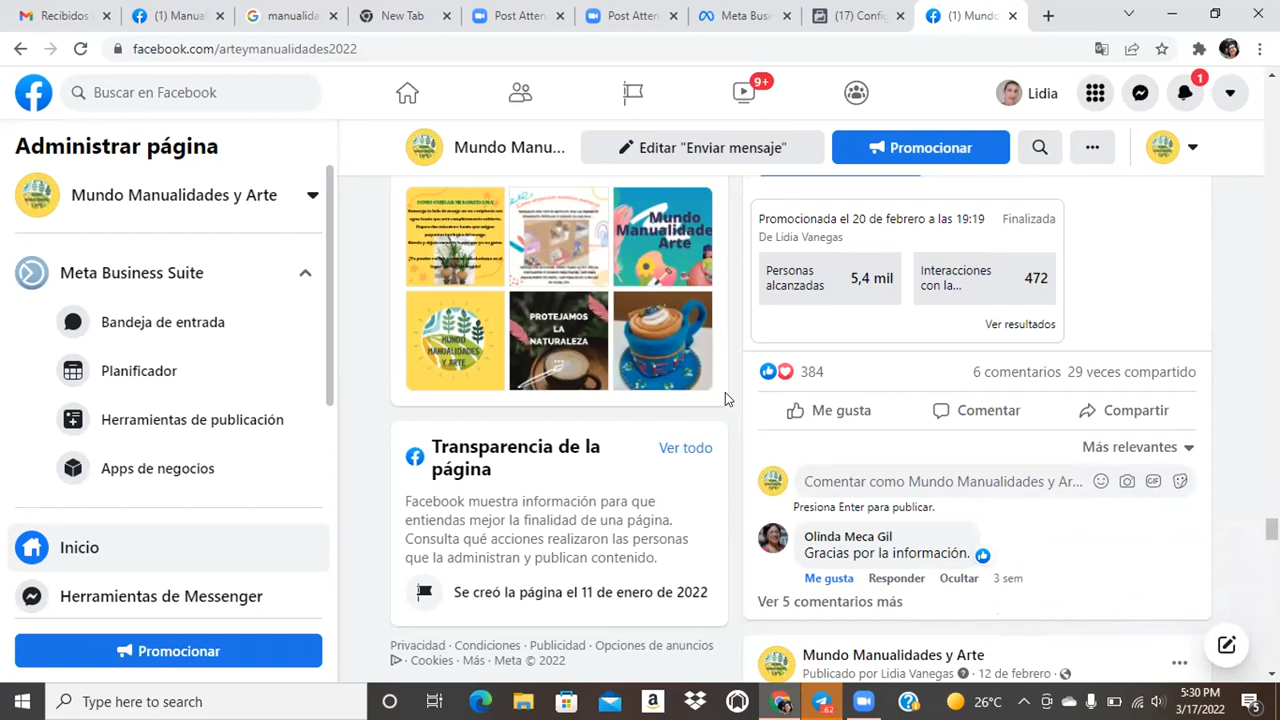 Recibidos
(1) Manua
manualida
New Tab
Post Atten
Post Atten
Meta Busi
(17) Config
(1) Mundo
facebook.com/arteymanualidades2022
Buscar en Facebook
9+
Lidia
1
Administrar página
Mundo Manualidades y Arte
Meta Business Suite
Bandeja de entrada
Planificador
Herramientas de publicación
Apps de negocios
Inicio
Herramientas de Messenger
Promocionar
Mundo Manu...
Editar "Enviar mensaje"
Promocionar
Mundo
Manualidade
Arte
MUNDO
MANUALIDADES
Y ARTE
PROTEJAMOS
LA
NATURALEZA
Transparencia de la
página
Ver todo
Facebook muestra información para que
entiendas mejor la finalidad de una página.
Consulta qué acciones realizaron las personas
que la administran y publican contenido.
Se creó la página el 11 de enero de 2022
Privacidad · Condiciones · Publicidad · Opciones de anuncios
· Cookies · Más · Meta © 2022
Promocionada el 20 de febrero a las 19:19
Finalizada
De Lidia Vanegas
Personas
alcanzadas
5,4 mil
Interacciones
con la...
472
Ver resultados
384
6 comentarios 29 veces compartido
Me gusta
Comentar
Compartir
Más relevantes
Comentar como Mundo Manualidades y Ar...
GIF
Presiona Enter para publicar.
Olinda Meca Gil
Gracias por la información.
Me gusta Responder Ocultar 3 sem
Ver 5 comentarios más
Mundo Manualidades y Arte
Publicado por Lidia Vanegas · 12 de febrero ·
Type here to search
62
26°C
5:30 PM
3/17/2022
5